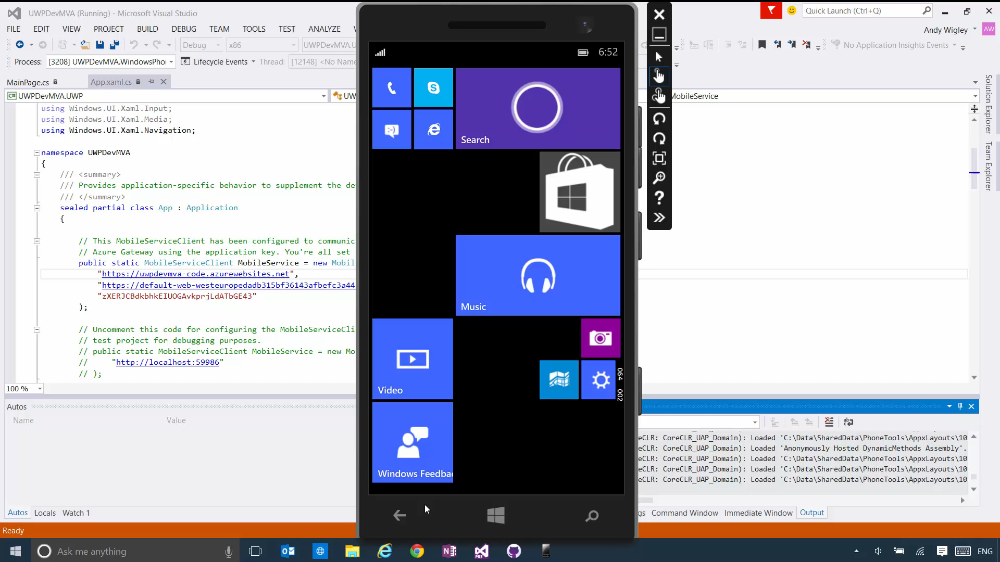 UWPDevMVA (Running) - Microsoft Visual Studio
Quick Launch (Ctrl+Q)
FILE EDIT VIEW PROJECT BUILD DEBUG TEAM TOOLS TEST ANALYZE
Andy Wigley AW
Debug x86 UWPDevMVA.U
No Application Insights Events
Process: [3208] UWPDevMVA.WindowsPho Lifecycle Events Thread: [12148] <No Name
MainPage.cs App.xaml.cs
C# UWPDevMVA.UWP UW MobileService
using Windows.UI.Xaml.Input;
using Windows.UI.Xaml.Media;
using Windows.UI.Xaml.Navigation;
namespace UWPDevMVA
{
/// <summary>
/// Provides application-specific behavior to supplement the de
/// </summary>
sealed partial class App : Application
{
// This MobileServiceClient has been configured to communic
// Azure Gateway using the application key. You're all set
public static MobileServiceClient MobileService = new Mobil
"https://uwpdevmva-code.azurewebsites.net",
"https://default-web-westeuropedadb315bf36143afbefc3a44
"zXERJCBdkbhkEIUOGAvkprjLdATbGE43"
);
// Uncomment this code for configuring the MobileServiceCli
// test project for debugging purposes.
// public static MobileServiceClient MobileService = new Mo
// "http://localhost:59986"
// );
100 %
Solution Explorer
Team Explorer
6:52
Search
Music
Video
Windows Feedbac
064 002
Autos
Name Value
eCLR: CoreCLR_UAP_Domain): Loaded 'C:\Data\SharedData\PhoneTools\AppxLayouts\10
eCLR: CoreCLR_UAP_Domain): Loaded 'Anonymously Hosted DynamicMethods Assembly'.
eCLR: CoreCLR_UAP_Domain): Loaded 'C:\Data\SharedData\PhoneTools\AppxLayouts\10
eCLR: CoreCLR_UAP_Domain): Loaded 'C:\Data\SharedData\PhoneTools\AppxLayouts\10
eCLR: CoreCLR_UAP_Domain): Loaded 'C:\Data\SharedData\PhoneTools\AppxLayouts\10
Autos Locals Watch 1
gs Command Window Immediate Window Output
Ready
Ask me anything
ENG